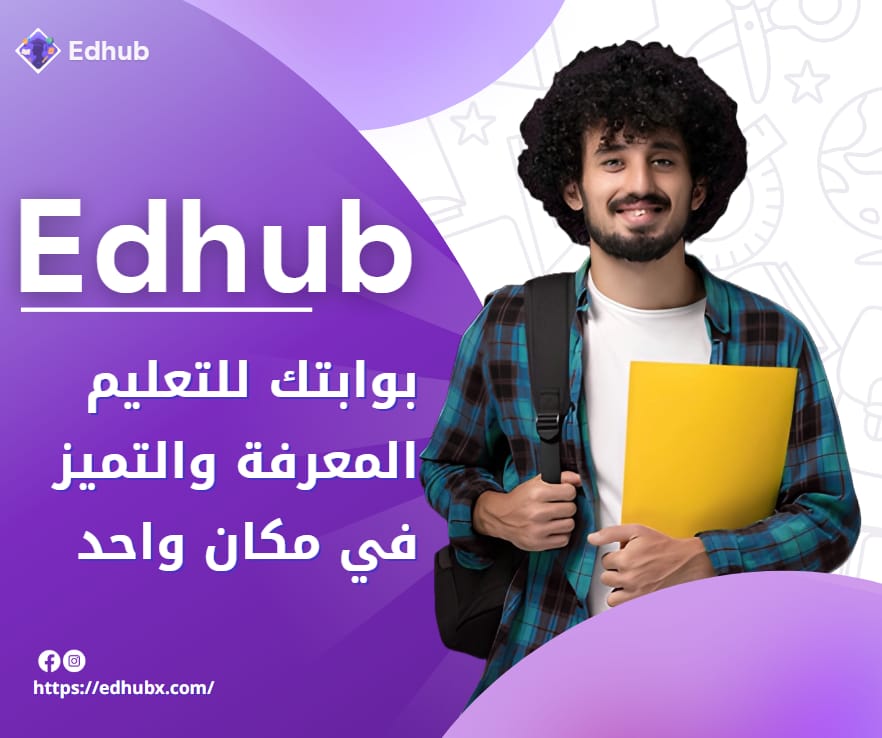 Edhub
Edhub
بوابتك للتعليم
المعرفة والتميز
في مكان واحد
https://edhubx.com/